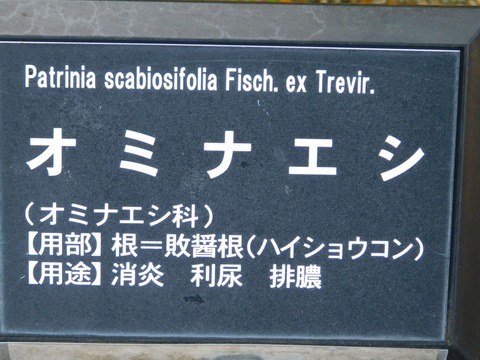 Patrinia scabiosifolia Fisch. ex Trevir.
オミナエシ
(オミナエシ科)
【用部】根=敗醤根(ハイショウコン)
【用途】消炎 利尿 排膿